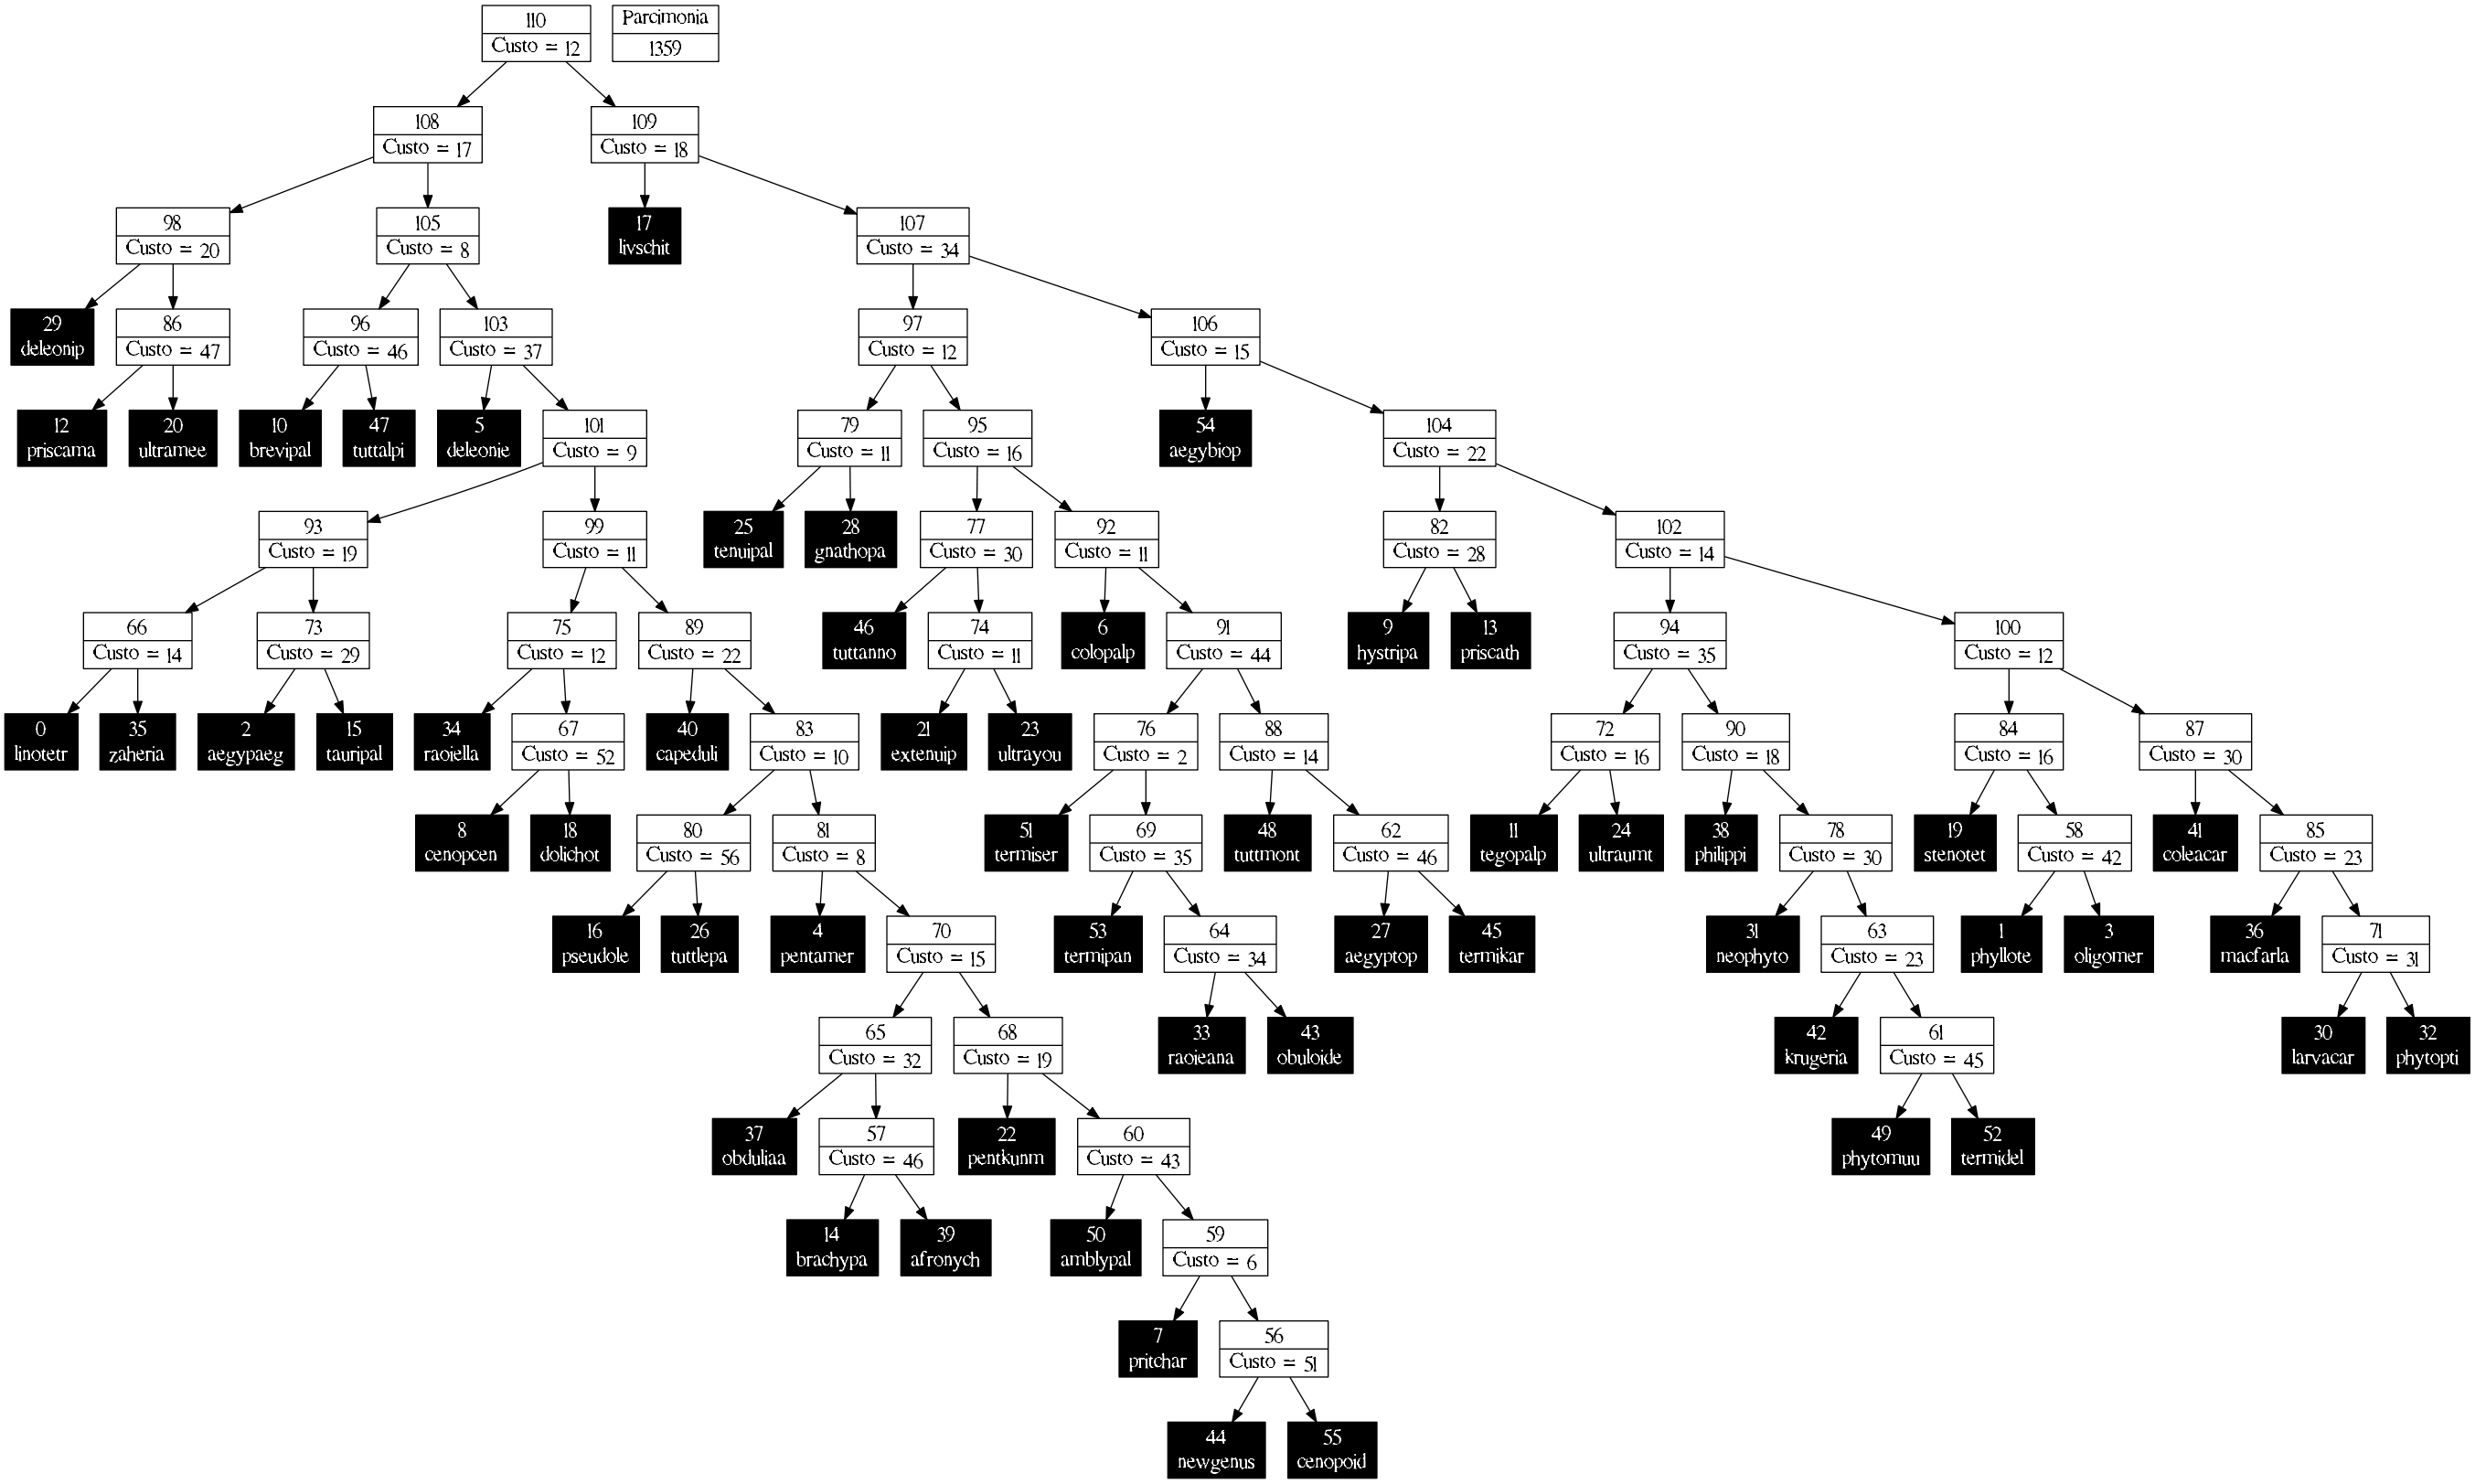 110
Custo = 12
Parcimonia
1359
108
Custo = 17
109
Custo = 18
98
Custo = 20
105
Custo = 8
17
livschit
107
Custo = 34
29
deleonip
86
Custo = 47
96
Custo = 46
103
Custo = 37
97
Custo = 12
106
Custo = 15
12
priscama
20
ultramee
10
brevipal
47
tuttalpi
5
deleonie
101
Custo = 9
79
Custo = 11
95
Custo = 16
54
aegybiop
104
Custo = 22
93
Custo = 19
99
Custo = 11
25
tenuipal
28
gnathopa
77
Custo = 30
92
Custo = 11
82
Custo = 28
102
Custo = 14
66
Custo = 14
73
Custo = 29
75
Custo = 12
89
Custo = 22
46
tuttanno
74
Custo = 11
6
colopalp
91
Custo = 44
9
hystripa
13
priscath
94
Custo = 35
100
Custo = 12
0
linotetr
35
zaheria
2
aegypaeg
15
tauripal
34
raoiella
67
Custo = 52
40
capeduli
83
Custo = 10
21
extenuip
23
ultrayou
76
Custo = 2
88
Custo = 14
72
Custo = 16
90
Custo = 18
84
Custo = 16
87
Custo = 30
8
cenopcen
18
dolichot
80
Custo = 56
81
Custo = 8
51
termiser
69
Custo = 35
48
tuttmont
62
Custo = 46
11
tegopalp
24
ultraumt
38
philippi
78
Custo = 30
19
stenotet
58
Custo = 42
41
coleacar
85
Custo = 23
16
pseudole
26
tuttlepa
4
pentamer
70
Custo = 15
53
termipan
64
Custo = 34
27
aegyptop
45
termikar
31
neophyto
63
Custo = 23
1
phyllote
3
oligomer
36
macfarla
71
Custo = 31
65
Custo = 32
68
Custo = 19
33
raoieana
43
obuloide
42
krugeria
61
Custo = 45
30
larvacar
32
phytopti
37
obduliaa
57
Custo = 46
22
pentkunm
60
Custo = 43
49
phytomuu
52
termidel
14
brachypa
39
afronych
50
amblypal
59
Custo = 6
7
pritchar
56
Custo = 51
44
newgenus
55
cenopoid